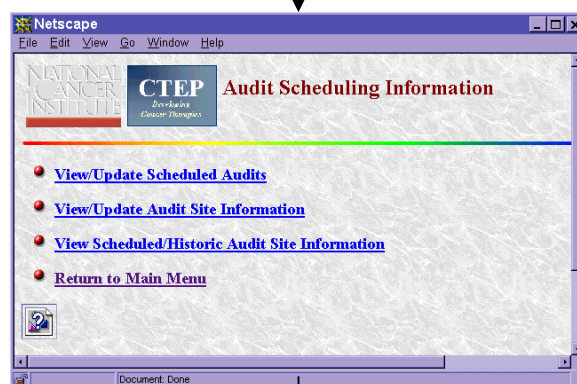 Netscape
File Edit View Go Window Help
NATIONAL
CANCER
INSTITUTE
CTEP
Developing
Cancer Therapies
Audit Scheduling Information
View/Update Scheduled Audits
View/Update Audit Site Information
View Scheduled/Historic Audit Site Information
Return to Main Menu
Document: Done